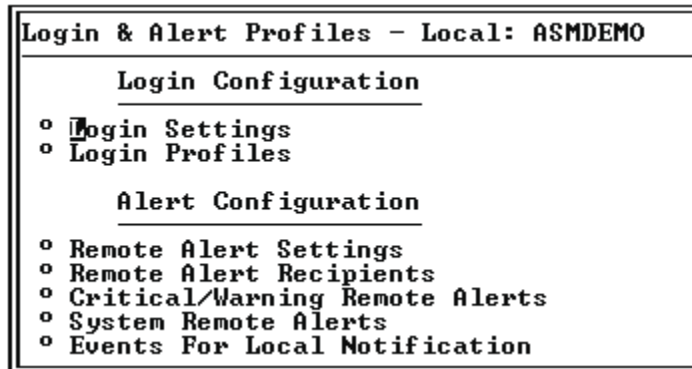 Login & Alert Profiles - Local: ASMDEMO
Login Configuration
° Login Settings
° Login Profiles
Alert Configuration
° Remote Alert Settings
° Remote Alert Recipients
° Critical/Warning Remote Alerts
° System Remote Alerts
° Events For Local Notification